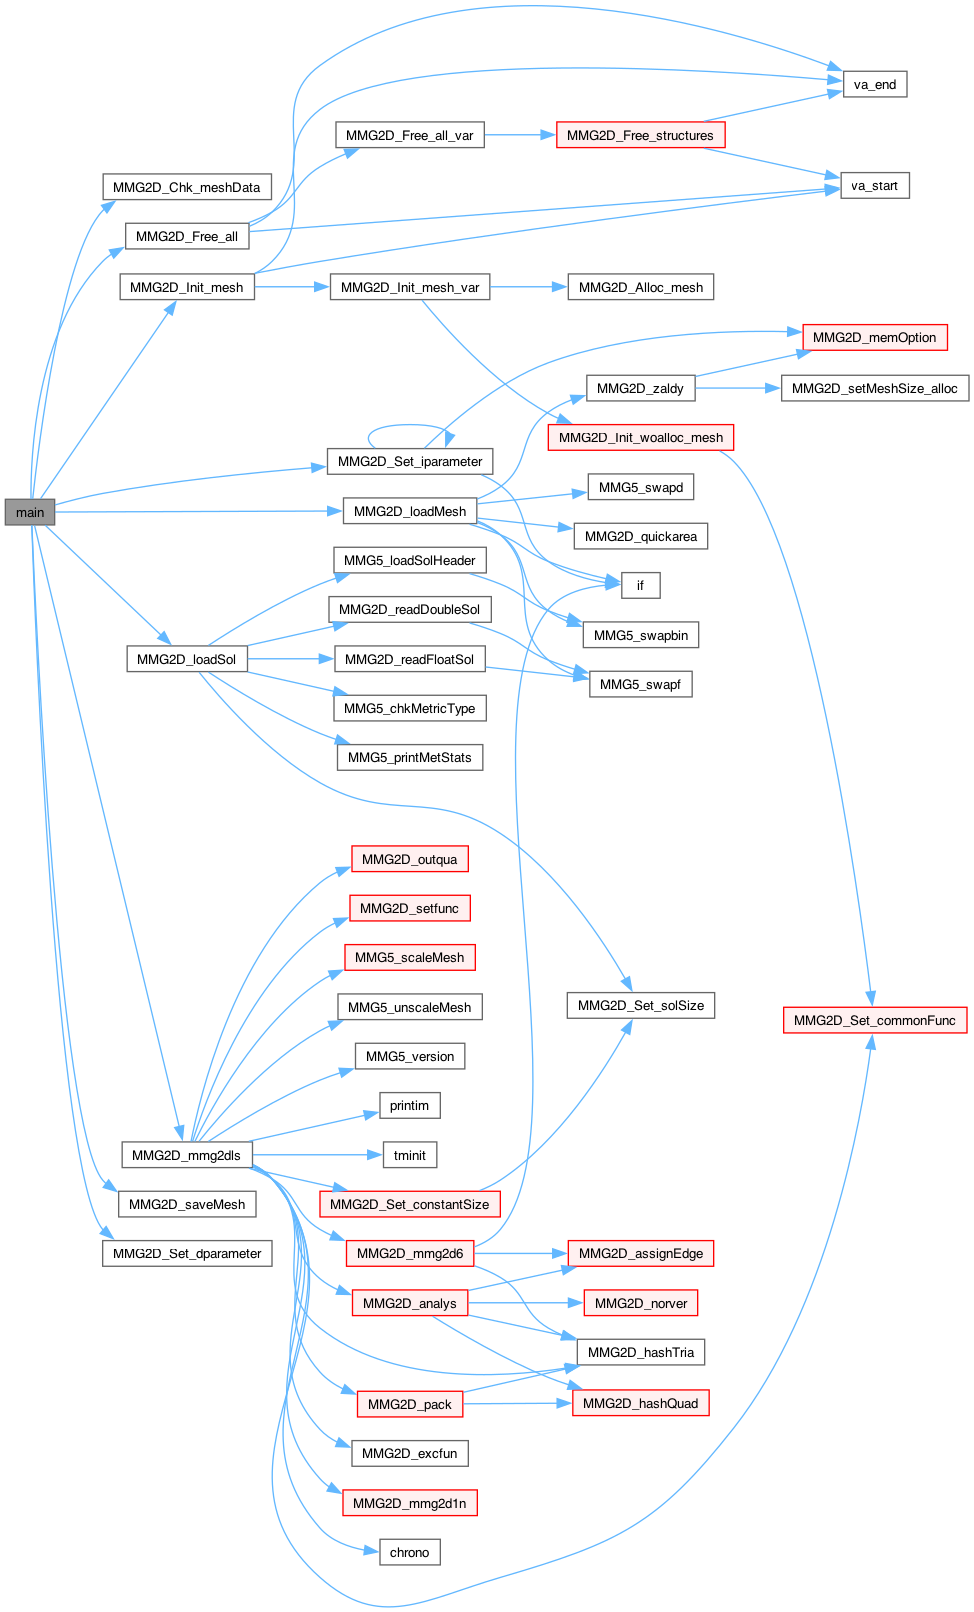 va_end
MMG2D_Free_all_var
MMG2D_Free_structures
MMG2D_Chk_meshData
va_start
MMG2D_Free_all
MMG2D_Init_mesh
MMG2D_Init_mesh_var
MMG2D_Alloc_mesh
MMG2D_memOption
MMG2D_zaldy
MMG2D_setMeshSize_alloc
MMG2D_Init_woalloc_mesh
MMG2D_Set_iparameter
MMG5_swapd
main
MMG2D_loadMesh
MMG2D_quickarea
MMG5_loadSolHeader
if
MMG2D_readDoubleSol
MMG5_swapbin
MMG2D_loadSol
MMG2D_readFloatSol
MMG5_swapf
MMG5_chkMetricType
MMG5_printMetStats
MMG2D_outqua
MMG2D_setfunc
MMG5_scaleMesh
MMG5_unscaleMesh
MMG2D_Set_solSize
MMG2D_Set_commonFunc
MMG5_version
printim
MMG2D_mmg2dls
tminit
MMG2D_saveMesh
MMG2D_Set_constantSize
MMG2D_Set_dparameter
MMG2D_mmg2d6
MMG2D_assignEdge
MMG2D_analys
MMG2D_norver
MMG2D_hashTria
MMG2D_pack
MMG2D_hashQuad
MMG2D_excfun
MMG2D_mmg2d1n
chrono